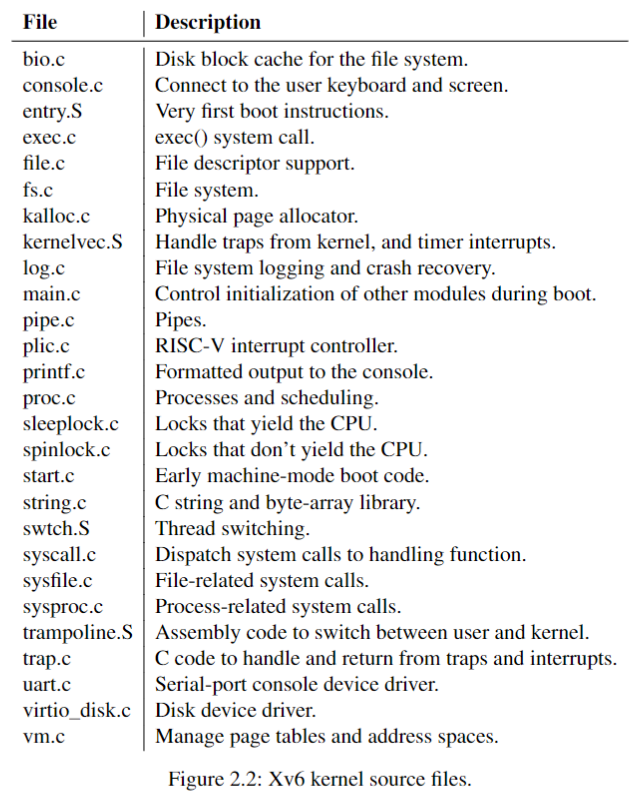 File Description
bio.c Disk block cache for the file system.
console.c Connect to the user keyboard and screen.
entry.S Very first boot instructions.
exec.c exec() system call.
file.c File descriptor support.
fs.c File system.
kalloc.c Physical page allocator.
kernelvec.S Handle traps from kernel, and timer interrupts.
log.c File system logging and crash recovery.
main.c Control initialization of other modules during boot.
pipe.c Pipes.
plic.c RISC-V interrupt controller.
printf.c Formatted output to the console.
proc.c Processes and scheduling.
sleeplock.c Locks that yield the CPU.
spinlock.c Locks that don't yield the CPU.
start.c Early machine-mode boot code.
string.c C string and byte-array library.
swtch.S Thread switching.
syscall.c Dispatch system calls to handling function.
sysfile.c File-related system calls.
sysproc.c Process-related system calls.
trampoline.S Assembly code to switch between user and kernel.
trap.c C code to handle and return from traps and interrupts.
uart.c Serial-port console device driver.
virtio_disk.c Disk device driver.
vm.c Manage page tables and address spaces.
Figure 2.2: Xv6 kernel source files.